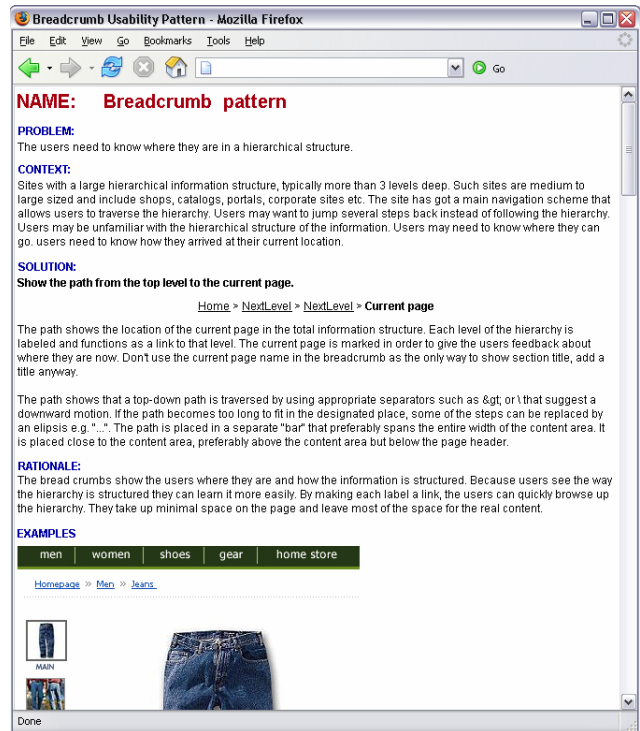 Breadcrumb Usability Pattern - Mozilla Firefox
File Edit View Go Bookmarks Tools Help
Go
NAME: Breadcrumb pattern
PROBLEM:
The users need to know where they are in a hierarchical structure.
CONTEXT:
Sites with a large hierarchical information structure, typically more than 3 levels deep. Such sites are medium to
large sized and include shops, catalogs, portals, corporate sites etc. The site has got a main navigation scheme that
allows users to traverse the hierarchy. Users may want to jump several steps back instead of following the hierarchy.
Users may be unfamiliar with the hierarchical structure of the information. Users may need to know where they can
go. users need to know how they arrived at their current location.
SOLUTION:
Show the path from the top level to the current page.
Home > NextLevel > NextLevel > Current page
The path shows the location of the current page in the total information structure. Each level of the hierarchy is
labeled and functions as a link to that level. The current page is marked in order to give the users feedback about
where they are now. Don't use the current page name in the breadcrumb as the only way to show section title, add a
title anyway.
The path shows that a top-down path is traversed by using appropriate separators such as &gt; or \ that suggest a
downward motion. If the path becomes too long to fit in the designated place, some of the steps can be replaced by
an elipsis e.g. "...". The path is placed in a separate "bar" that preferably spans the entire width of the content area. It
is placed close to the content area, preferably above the content area but below the page header.
RATIONALE:
The bread crumbs show the users where they are and how the information is structured. Because users see the way
the hierarchy is structured they can learn it more easily. By making each label a link, the users can quickly browse up
the hierarchy. They take up minimal space on the page and leave most of the space for the real content.
EXAMPLES
men women shoes gear home store
Homepage » Men » Jeans
MAIN
Done